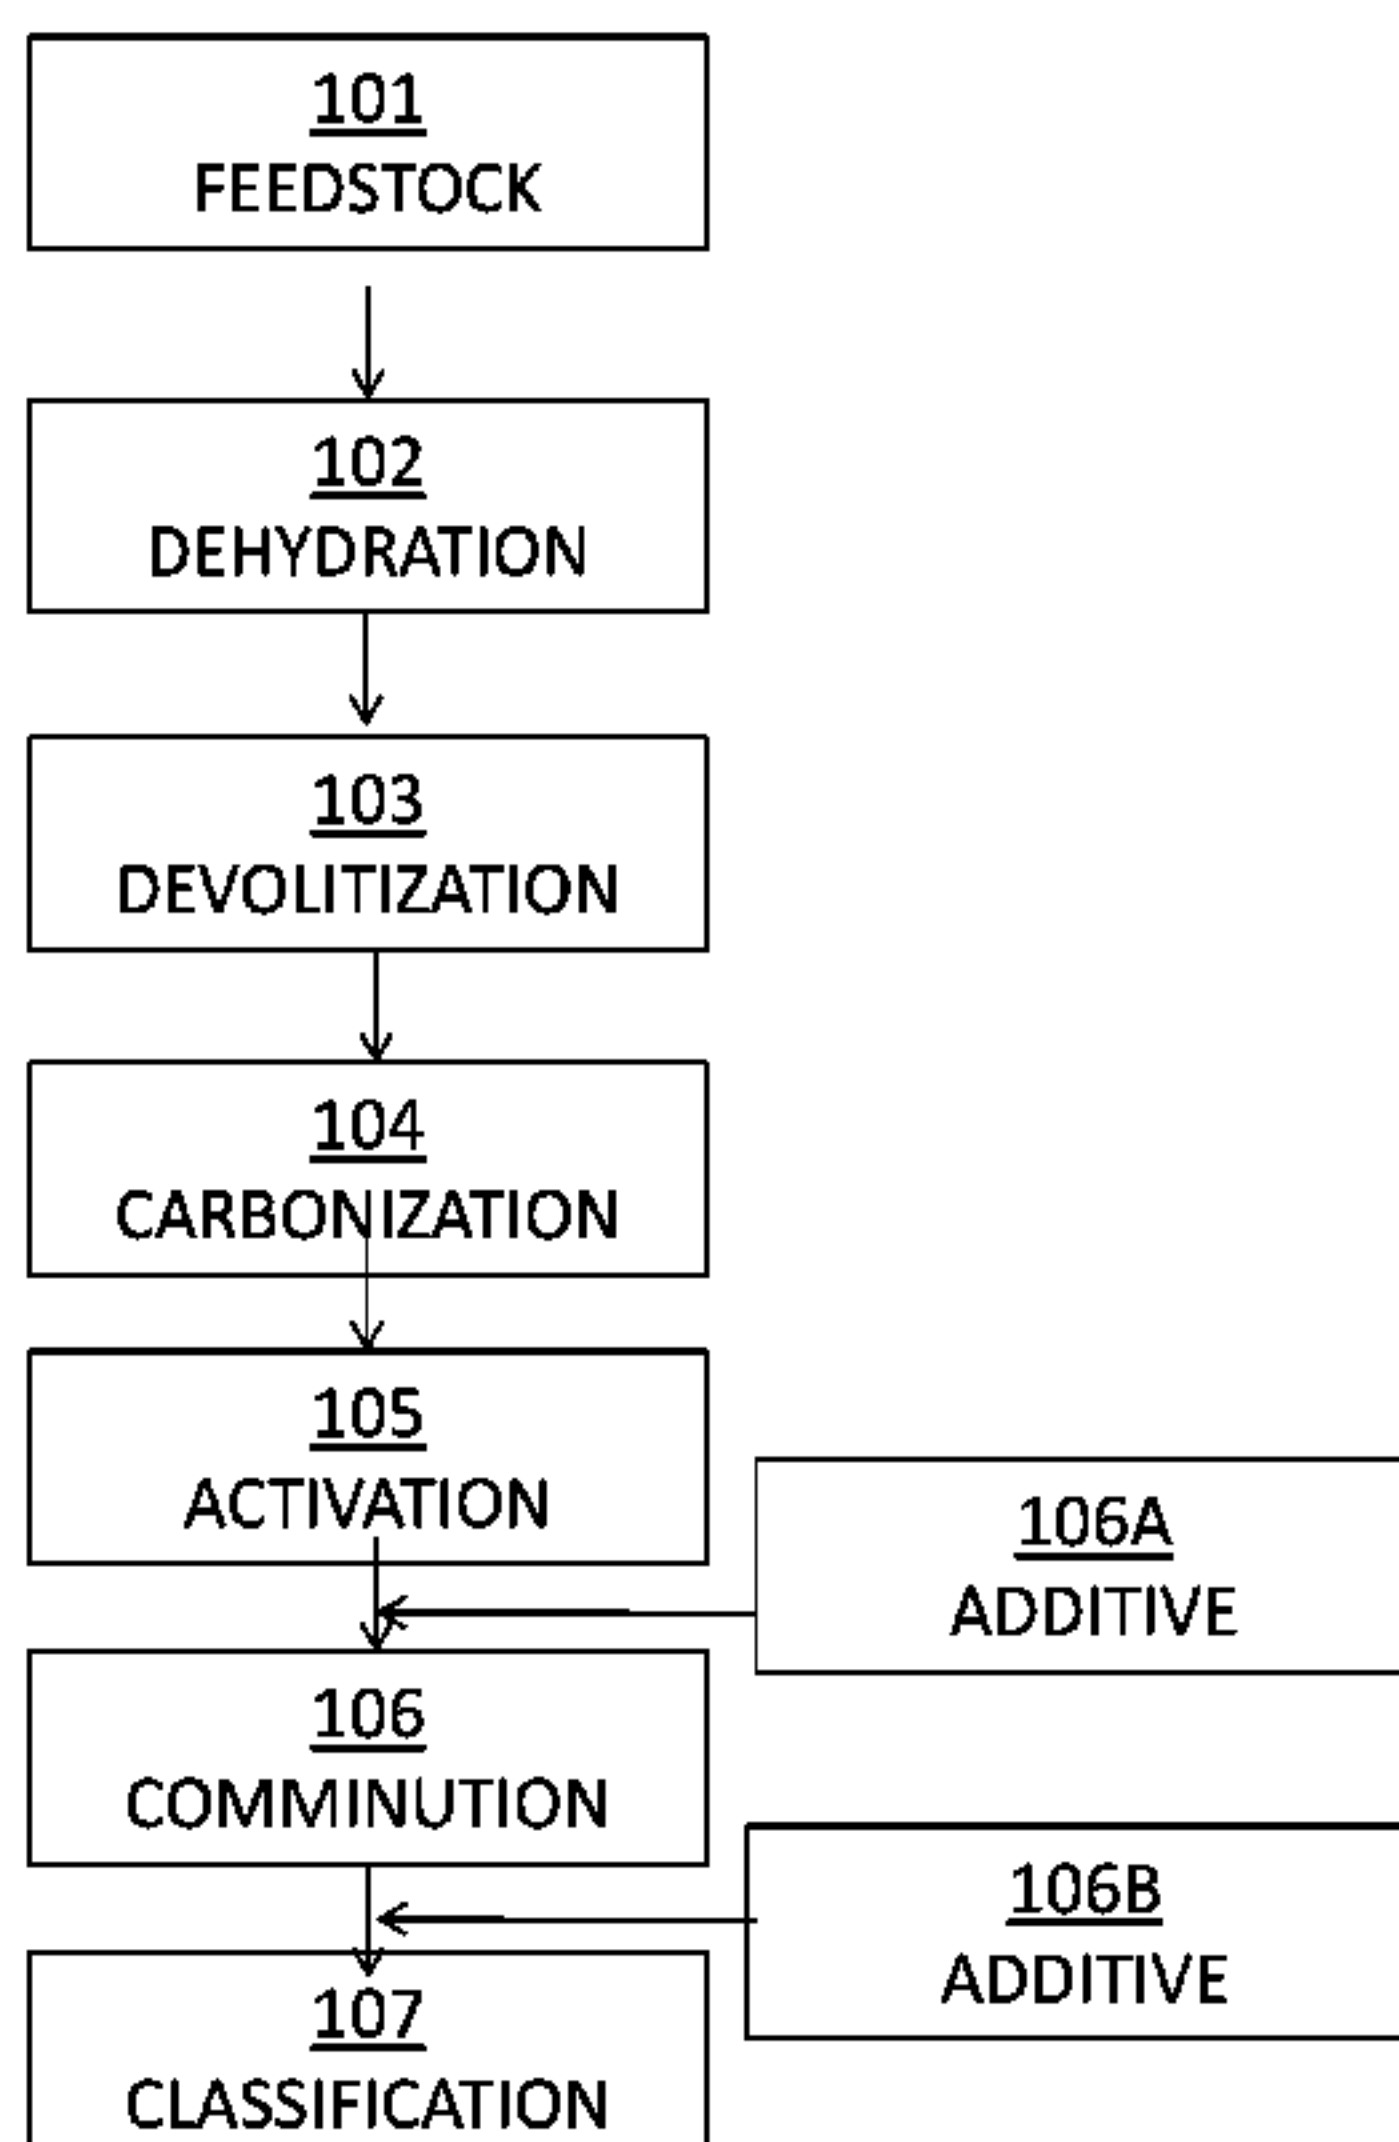 101
FEEDSTOCK
102
DEHYDRATION
103
DEVOLITIZATION
104
CARBONIZATION
105
ACTIVATION
106A
ADDITIVE
106
COMMINUTION
106B
ADDITIVE
107
CLASSIFICATION